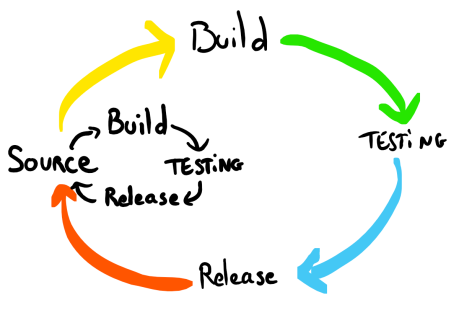 Build
Build
TESTING
SOURCE
TESTING
Release
Release